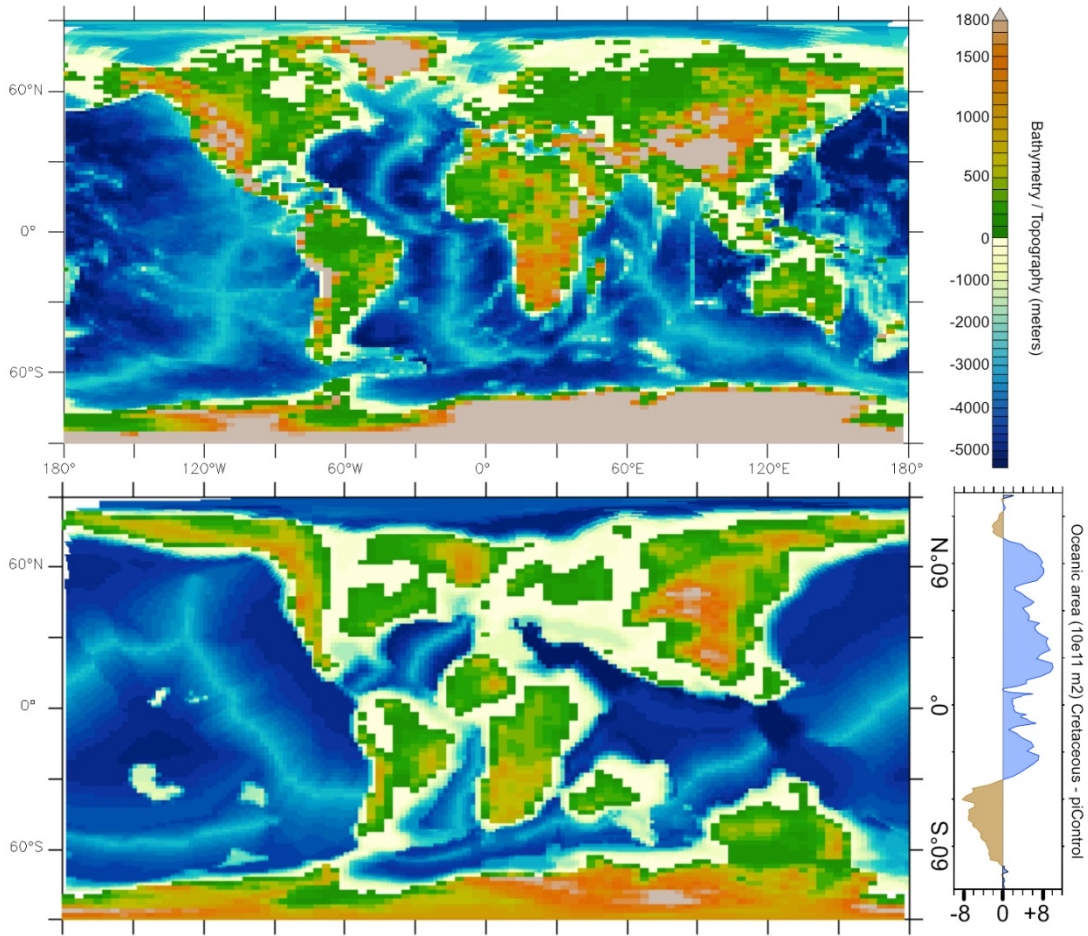 1800
1500
1000
500
0
-1000
-2000
-3000
-4000
-5000
Bathymetry / Topography (meters)
60°N
0°
60°S
180°
120°W
60°W
0°
60°E
120°E
180°
60°N
0°
60°S
60°N
0°
60°S
-8
0
+8
Oceanic area (10e11 m2) Cretaceous - piControl